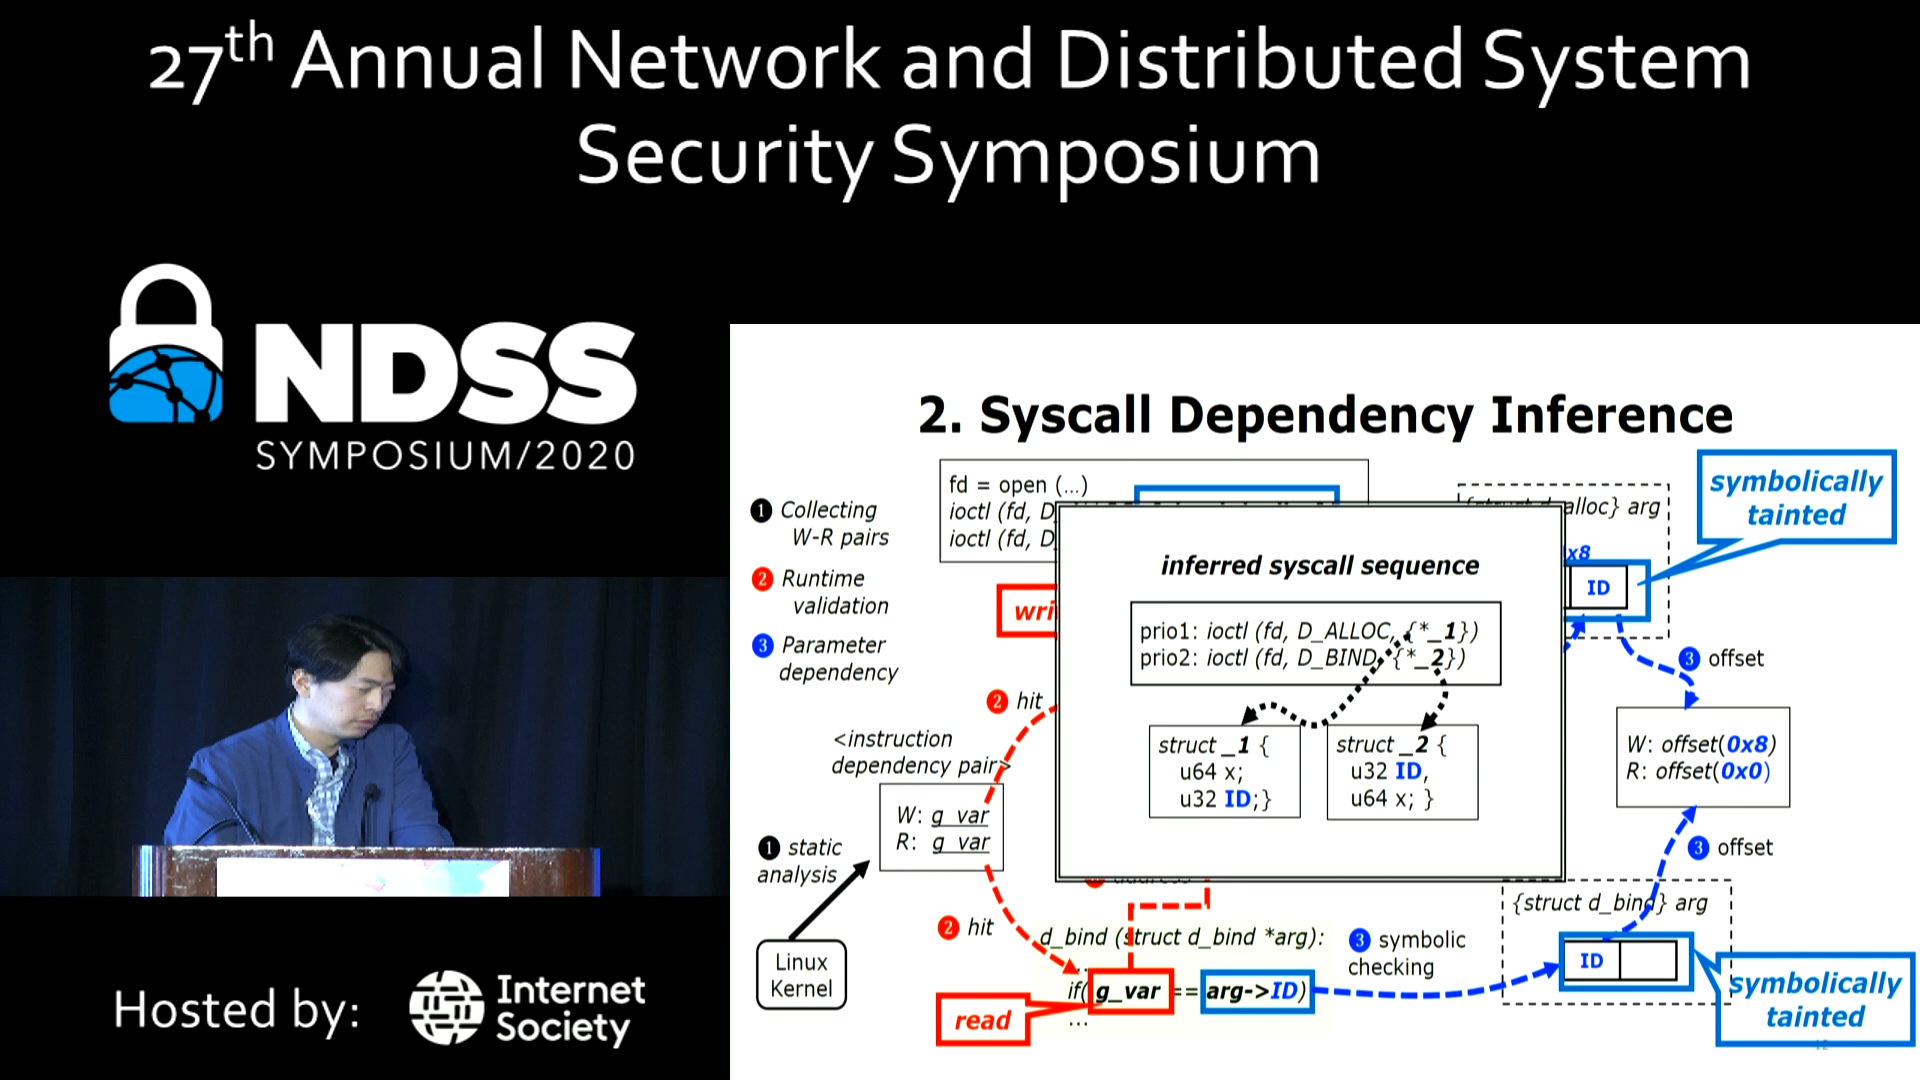 27th Annual Network and Distributed System
Security Symposium
NDSS
SYMPOSIUM/2020
Hosted by:
Internet
Society
2. Syscall Dependency Inference
1 Collecting
W-R pairs
2 Runtime
validation
3 Parameter
dependency
fd = open (...)
ioctl (fd, D_
ioctl (fd, D_
wri
alloc} arg
symbolically
tainted
x8
ID
inferred syscall sequence
prio1: ioctl (fd, D_ALLOC, {*_1})
prio2: ioctl (fd, D_BIND, {*_2})
struct _1 {
u64 x;
u32 ID;}
struct _2 {
u32 ID,
u64 x; }
3 offset
W: offset(0x8)
R: offset(0x0)
3 offset
2 hit
<instruction
dependency pair>
W: g_var
R: g_var
1 static
analysis
Linux
Kernel
2 hit
d_bind (struct d_bind *arg):
...
if( g_var == arg->ID)
...
read
3 symbolic
checking
{struct d_bind} arg
ID
symbolically
tainted
12